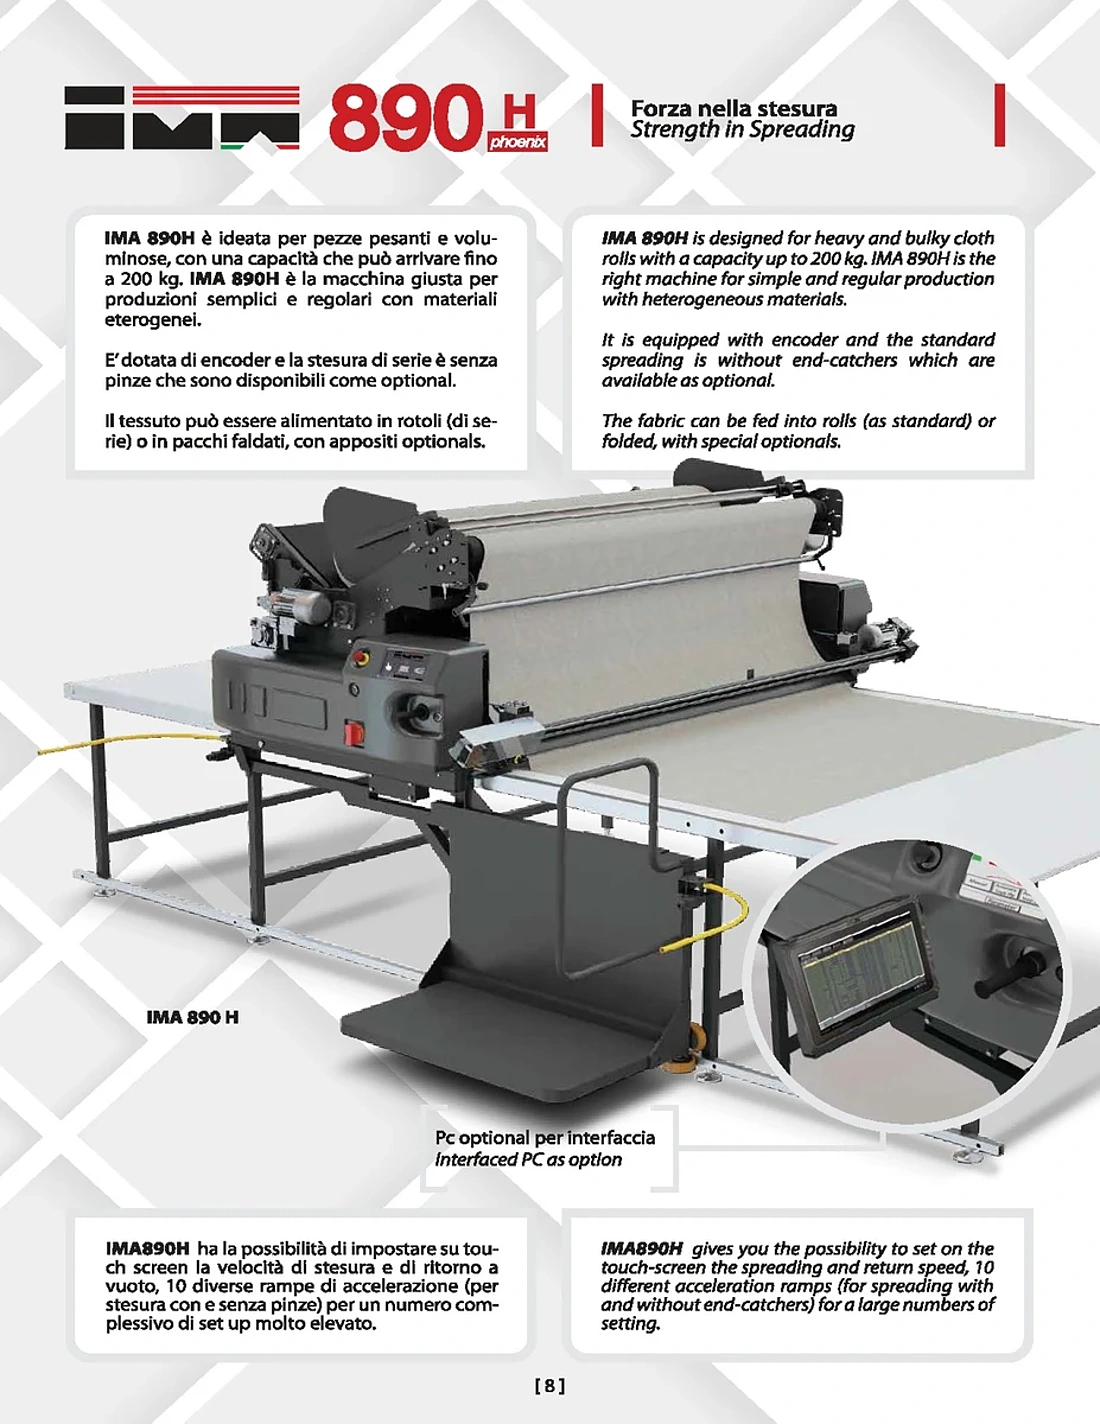 IMA 890 H
phoenix
Forza nella stesura
Strength in Spreading
IMA 890H è ideata per pezze pesanti e volu-
minose, con una capacità che può arrivare fino
a 200 kg. IMA 890H è la macchina giusta per
produzioni semplici e regolari con materiali
eterogenei.
E' dotata di encoder e la stesura di serie è senza
pinze che sono disponibili come optional.
Il tessuto può essere alimentato in rotoli (di se-
rie) o in pacchi faldati, con appositi optionals.
IMA 890H is designed for heavy and bulky cloth
rolls with a capacity up to 200 kg. IMA 890H is the
right machine for simple and regular production
with heterogeneous materials.
It is equipped with encoder and the standard
spreading is without end-catchers which are
available as optional.
The fabric can be fed into rolls (as standard) or
folded, with special optionals.
IMA 890 H
Pc optional per interfaccia
Interfaced PC as option
IMA890H ha la possibilità di impostare su tou-
ch screen la velocità di stesura e di ritorno a
vuoto, 10 diverse rampe di accelerazione (per
stesura con e senza pinze) per un numero com-
plessivo di set up molto elevato.
IMA890H gives you the possibility to set on the
touch-screen the spreading and return speed, 10
different acceleration ramps (for spreading with
and without end-catchers) for a large numbers of
setting.
[ 8 ]